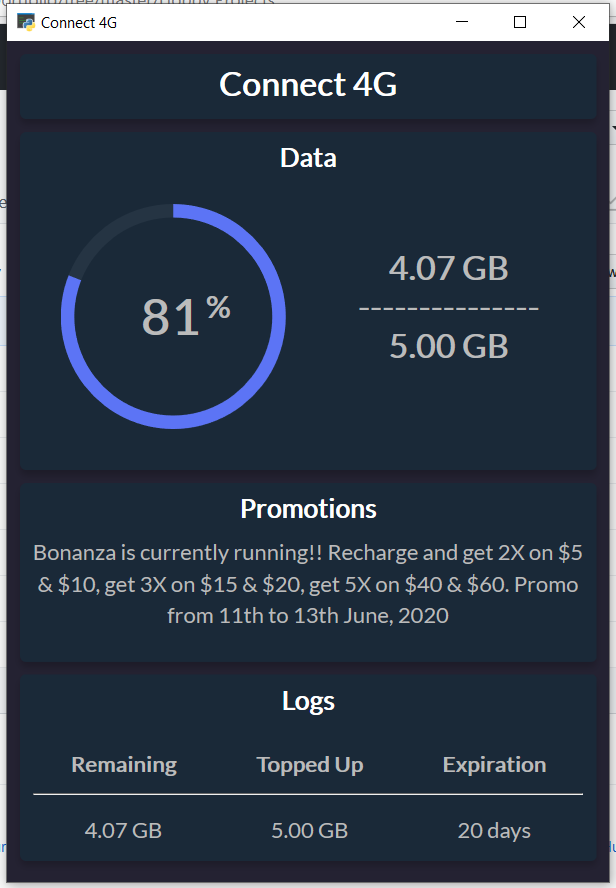 Connect 4G
Connect 4G
Data
81%
4.07 GB
---------------
5.00 GB
Promotions
Bonanza is currently running!! Recharge and get 2X on $5
& $10, get 3X on $15 & $20, get 5X on $40 & $60. Promo
from 11th to 13th June, 2020
Logs
Remaining Topped Up Expiration
4.07 GB 5.00 GB 20 days